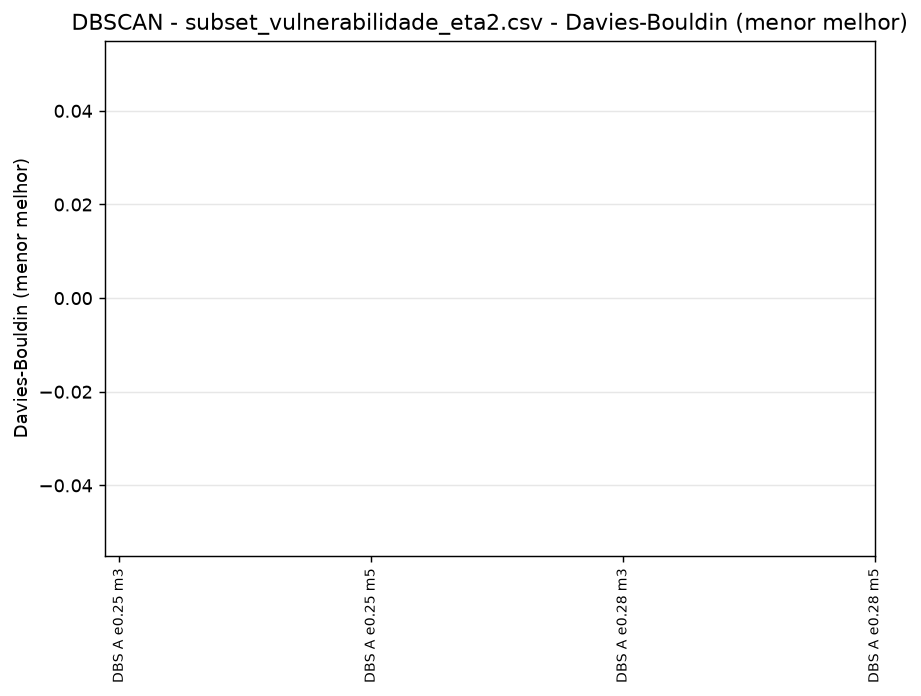 DBSCAN - subset_vulnerabilidade_eta2.csv - Davies-Bouldin (menor melhor)
Davies-Bouldin (menor melhor)
0.04
0.02
0.00
−0.02
−0.04
DBS A e0.25 m3
DBS A e0.25 m5
DBS A e0.28 m3
DBS A e0.28 m5